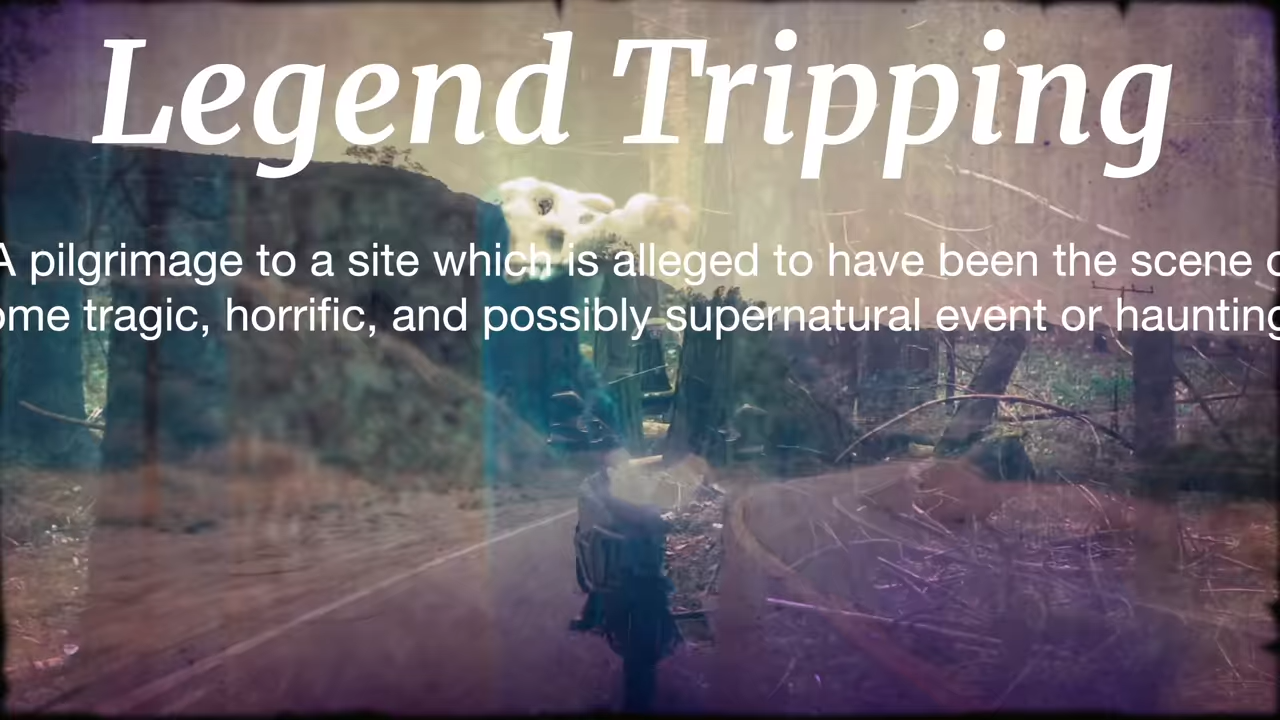 Legend Tripping
A pilgrimage to a site which is alleged to have been the scene
tragic, horrific, and possibly supernatural event or haunting